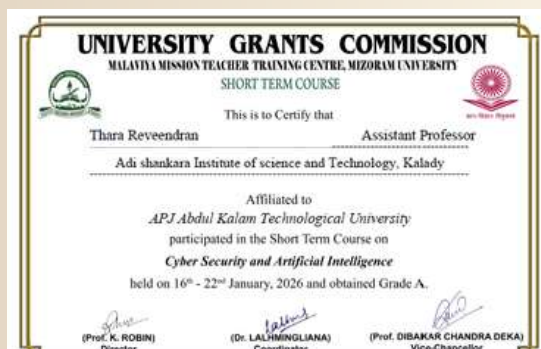 UNIVERSITY GRANTS COMMISSION
MALAVIYA MISSION TEACHER TRAINING CENTRE, MIZORAM UNIVERSITY
SHORT TERM COURSE
This is to Certify that
Thara Reveendran Assistant Professor
Adi shankara Institute of science and Technology, Kalady
Affiliated to
APJ Abdul Kalam Technological University
participated in the Short Term Course on
Cyber Security and Artificial Intelligence
held on 16th - 22nd January, 2026 and obtained Grade A.
(Prof. K. ROBIN) (Dr. LALHMINGLIANA) (Prof. DIBAKAR CHANDRA DEKA)
Director Coordinator Vice-Chancellor